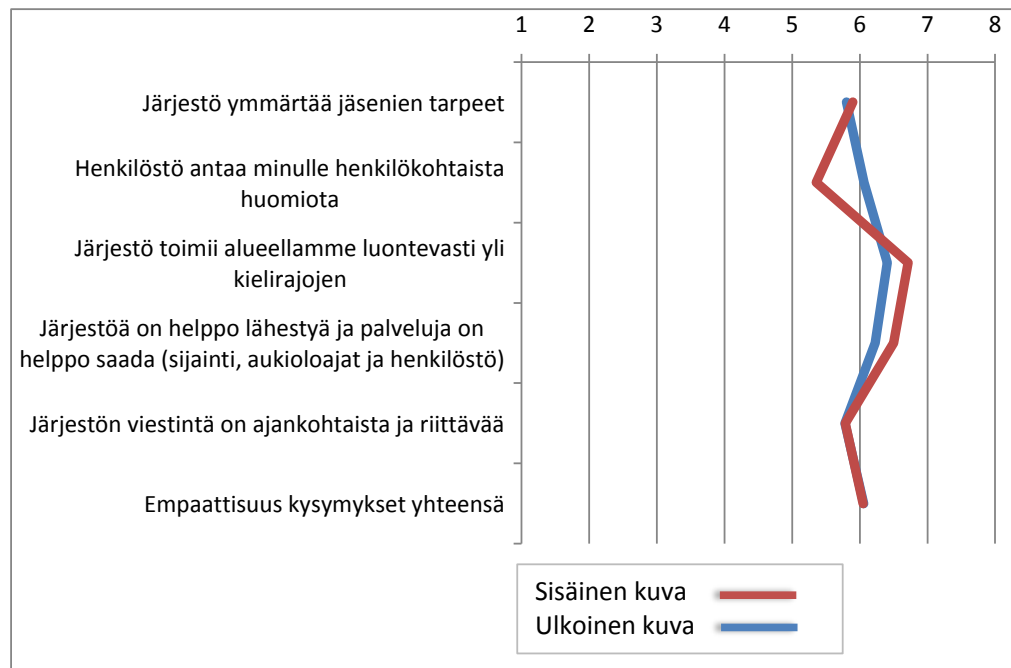 1 2 3 4 5 6 7 8
Järjestö ymmärtää jäsenien tarpeet
Henkilöstö antaa minulle henkilökohtaista
huomiota
Järjestö toimii alueellamme luontevasti yli
kielirajojen
Järjestöä on helppo lähestyä ja palveluja on
helppo saada (sijainti, aukioloajat ja henkilöstö)
Järjestön viestintä on ajankohtaista ja riittävää
Empaattisuus kysymykset yhteensä
Sisäinen kuva
Ulkoinen kuva